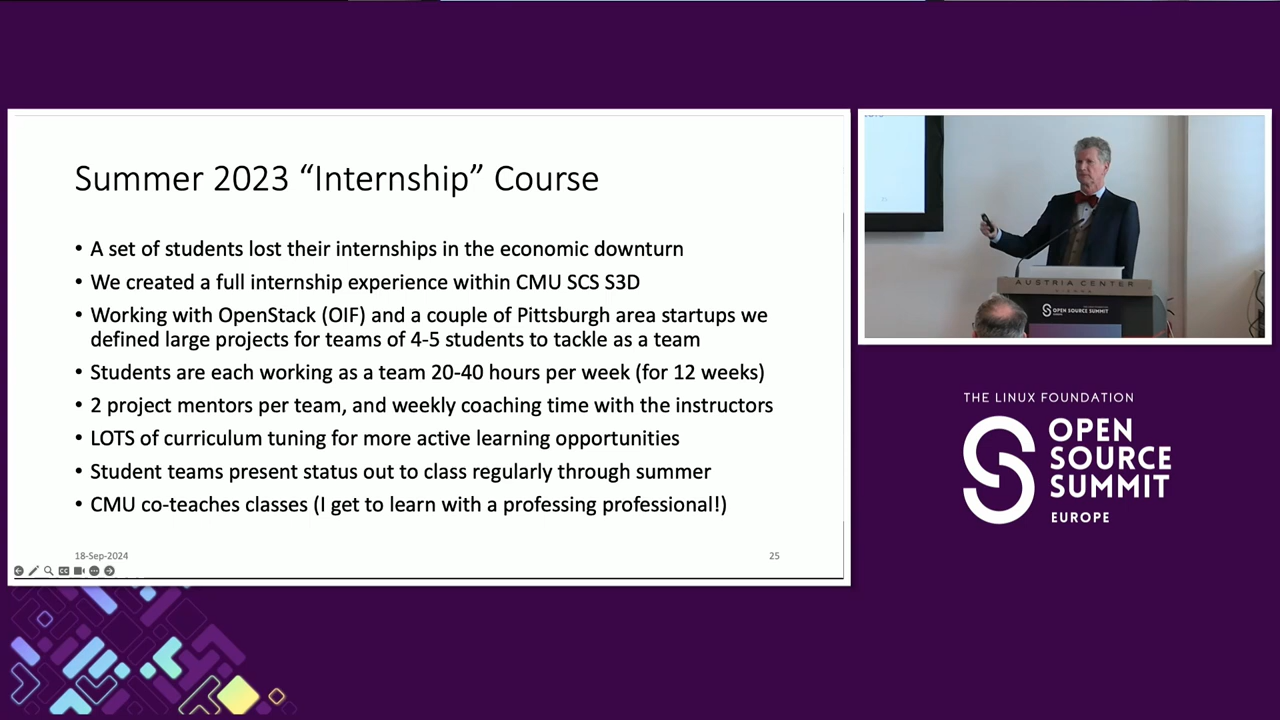 Summer 2023 “Internship” Course
• A set of students lost their internships in the economic downturn
• We created a full internship experience within CMU SCS S3D
• Working with OpenStack (OIF) and a couple of Pittsburgh area startups we
defined large projects for teams of 4-5 students to tackle as a team
• Students are each working as a team 20-40 hours per week (for 12 weeks)
• 2 project mentors per team, and weekly coaching time with the instructors
• LOTS of curriculum tuning for more active learning opportunities
• Student teams present status out to class regularly through summer
• CMU co-teaches classes (I get to learn with a professing professional!)
18-Sep-2024
25
AUSTRIA CENTER
OPEN SOURCE SUMMIT
THE LINUX FOUNDATION
OPEN
SOURCE
SUMMIT
EUROPE